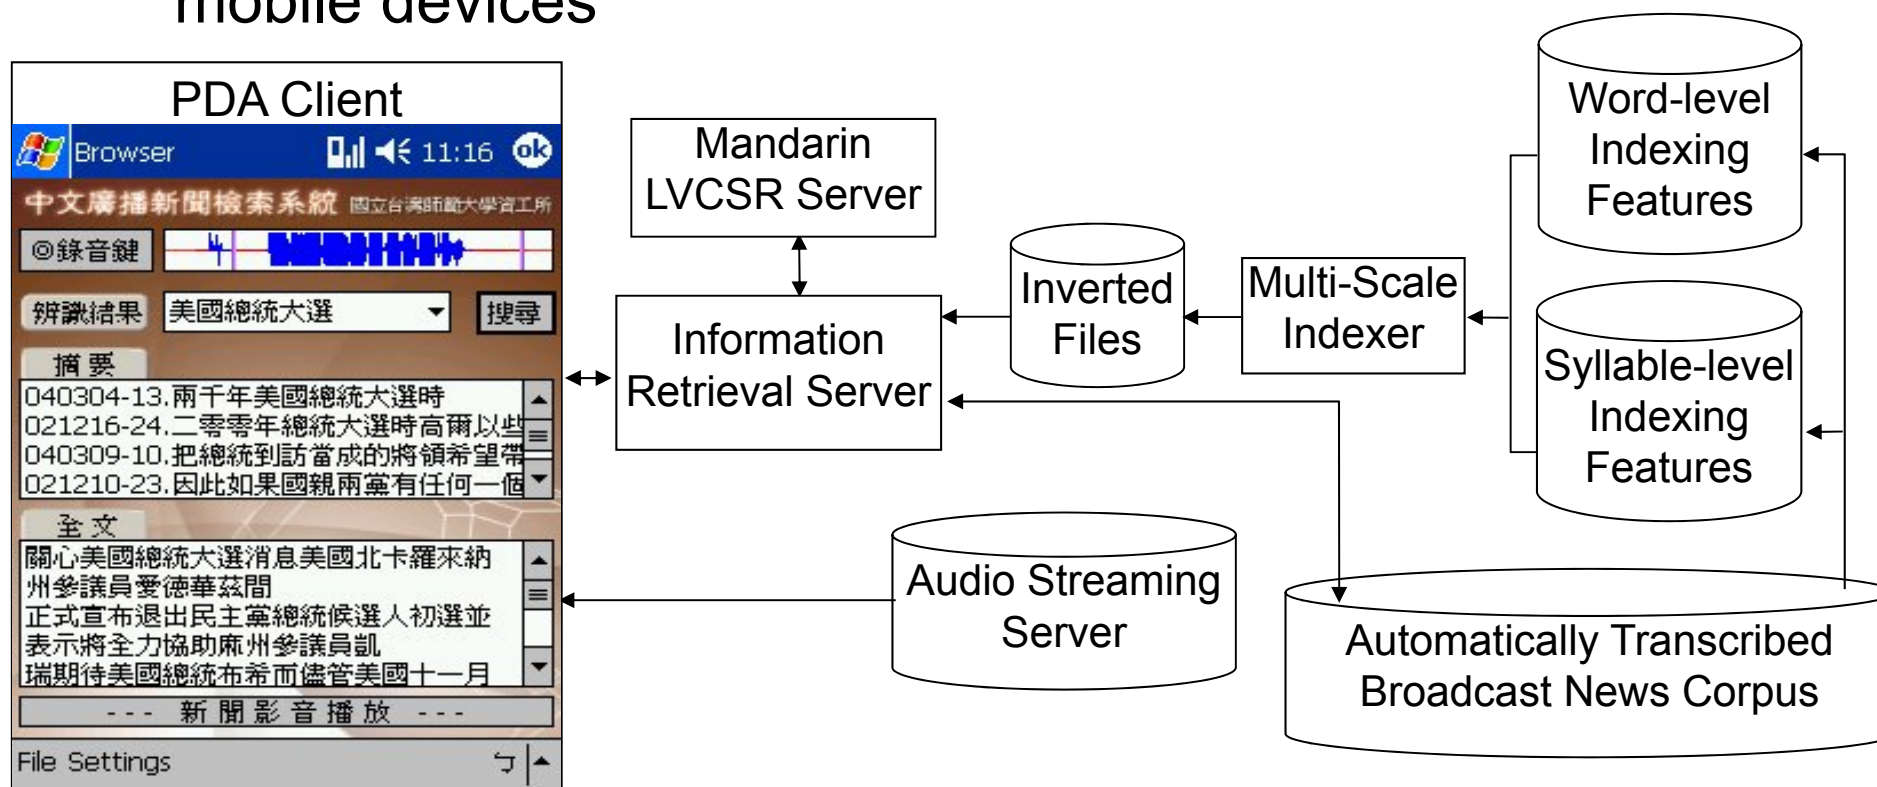 mobile devices
PDA Client
Browser 11:16 ok
中文廣播新聞檢索系統 國立台灣師範大學資工所
◎錄音鍵
辨識結果 美國總統大選 搜尋
摘要
040304-13.兩千年美國總統大選時
021216-24.二零零年總統大選時高爾以些
040309-10.把總統到訪當成的將領希望帶
021210-23.因此如果國親兩黨有任何一個
全文
關心美國總統大選消息美國北卡羅來納
州參議員愛德華茲間
正式宣布退出民主黨總統候選人初選並
表示將全力協助麻州參議員凱
瑞期待美國總統布希而儘管美國十一月
--- 新聞影音播放 ---
File Settings ㄅ
Mandarin
LVCSR Server
Information
Retrieval Server
Inverted
Files
Multi-Scale
Indexer
Word-level
Indexing
Features
Syllable-level
Indexing
Features
Audio Streaming
Server
Automatically Transcribed
Broadcast News Corpus